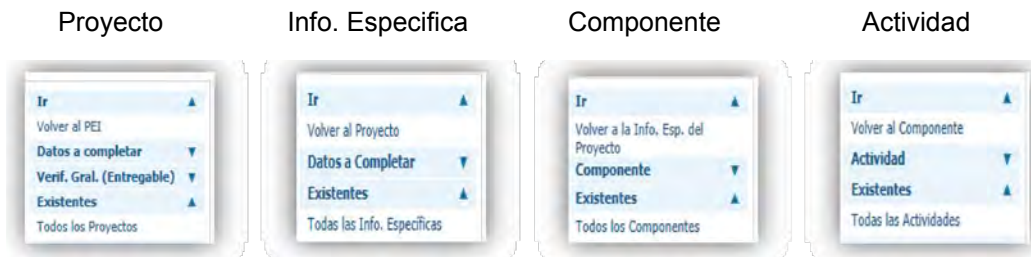 Proyecto
Info. Especifica
Componente
Actividad
Ir
Volver al PEI
Datos a completar
Verif. Gral. (Entregable)
Existentes
Todos los Proyectos
Ir
Volver al Proyecto
Datos a Completar
Existentes
Todas las Info. Específicas
Ir
Volver a la Info. Esp. del
Proyecto
Componente
Existentes
Todos los Componentes
Ir
Volver al Componente
Actividad
Existentes
Todas las Actividades